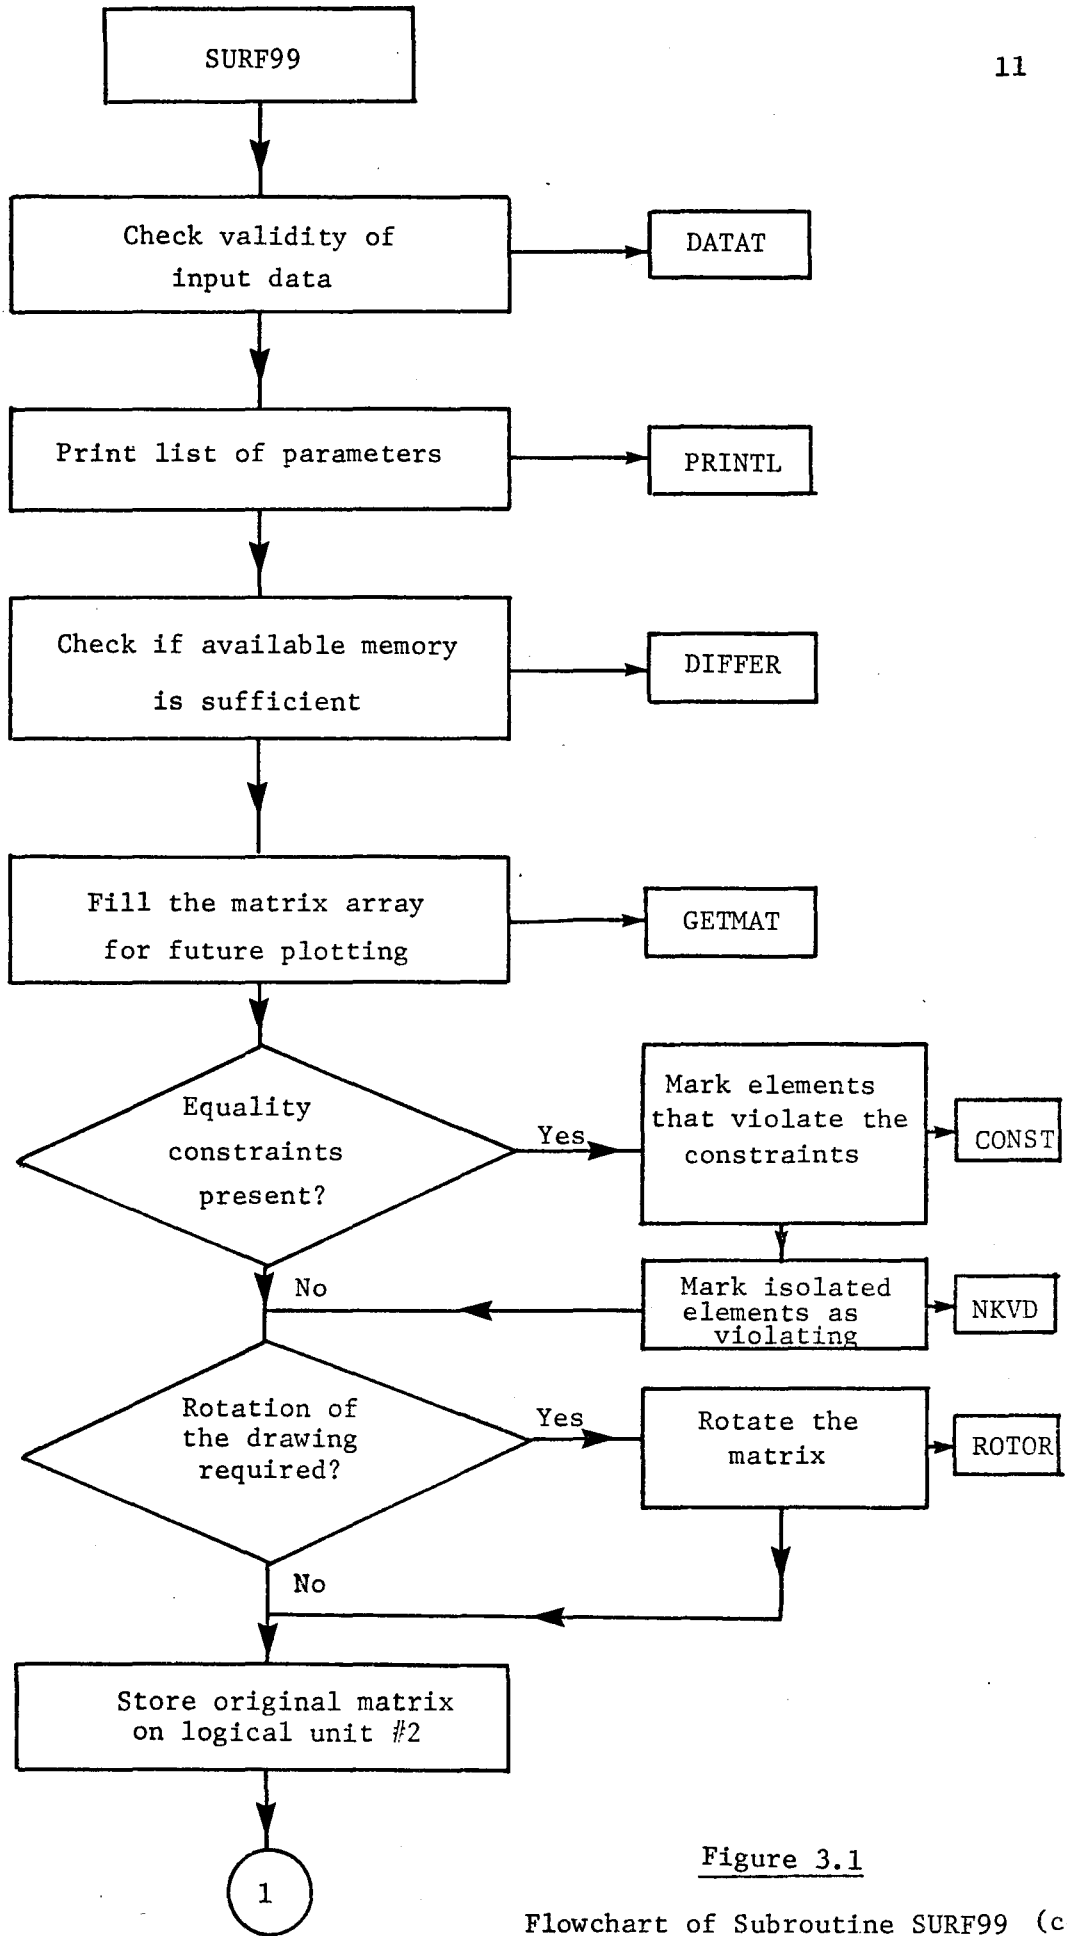 11
SURF99
Check validity of
input data
DATAT
Print list of parameters
PRINTL
Check if available memory
is sufficient
DIFFER
Fill the matrix array
for future plotting
GETMAT
Equality
constraints
present?
Yes
Mark elements
that violate the
constraints
CONST
No
Mark isolated
elements as
violating
NKVD
Rotation of
the drawing
required?
Yes
Rotate the
matrix
ROTOR
No
Store original matrix
on logical unit #2
1
Figure 3.1
Flowchart of Subroutine SURF99 (c